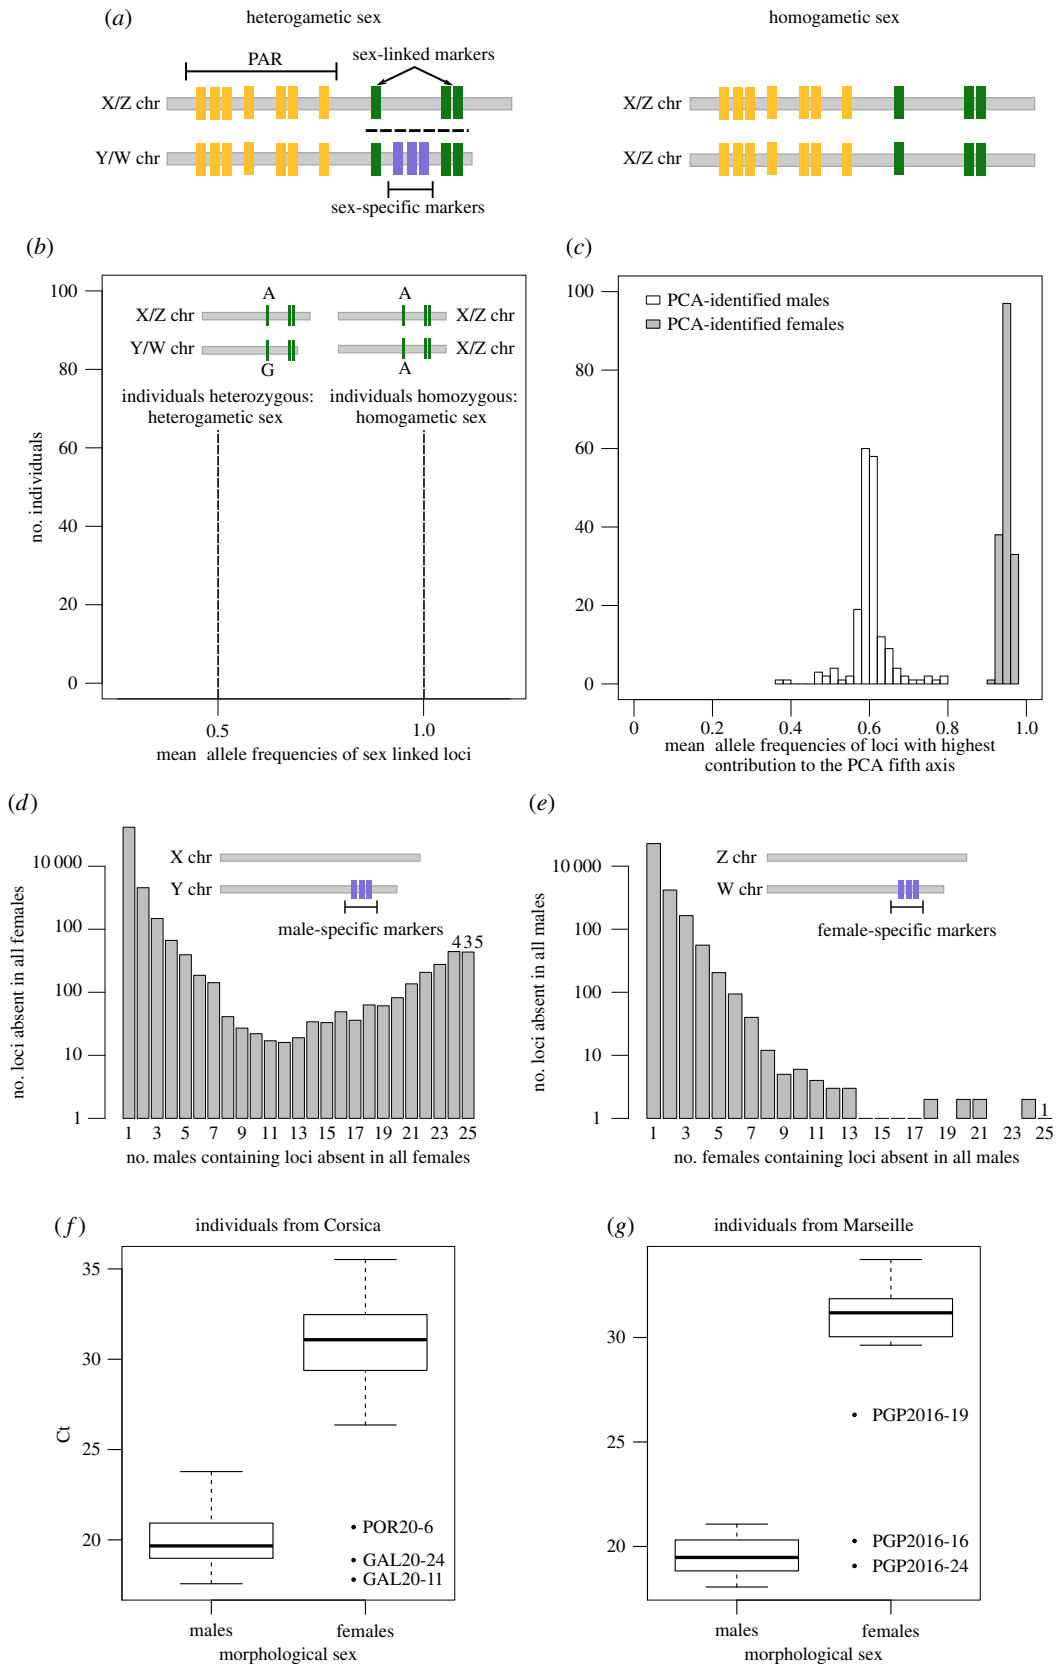 (a)
heterogametic sex
homogametic sex
PAR
sex-linked markers
X/Z chr
X/Z chr
Y/W chr
X/Z chr
sex-specific markers
(b)
(c)
100
80
60
40
20
0
no. individuals
A
A
X/Z chr
X/Z chr
Y/W chr
X/Z chr
G
A
individuals heterozygous:
heterogametic sex
individuals homozygous:
homogametic sex
0.5
1.0
mean allele frequencies of sex linked loci
100
80
60
40
20
0
PCA-identified males
PCA-identified females
0
0.2
0.4
0.6
0.8
1.0
mean allele frequencies of loci with highest
contribution to the PCA fifth axis
(d)
(e)
no. loci absent in all females
10 000
100
100
10
1
X chr
Y chr
male-specific markers
435
1 3 5 7 9 11 13 15 17 19 21 23 25
no. males containing loci absent in all females
no. loci absent in all males
10 000
100
100
10
1
Z chr
W chr
female-specific markers
1
1 3 5 7 9 11 13 15 17 19 21 23 25
no. females containing loci absent in all males
(f)
individuals from Corsica
35
30
25
20
Ct
POR20-6
GAL20-24
GAL20-11
males
females
morphological sex
(g)
individuals from Marseille
30
25
20
PGP2016-19
PGP2016-16
PGP2016-24
males
females
morphological sex